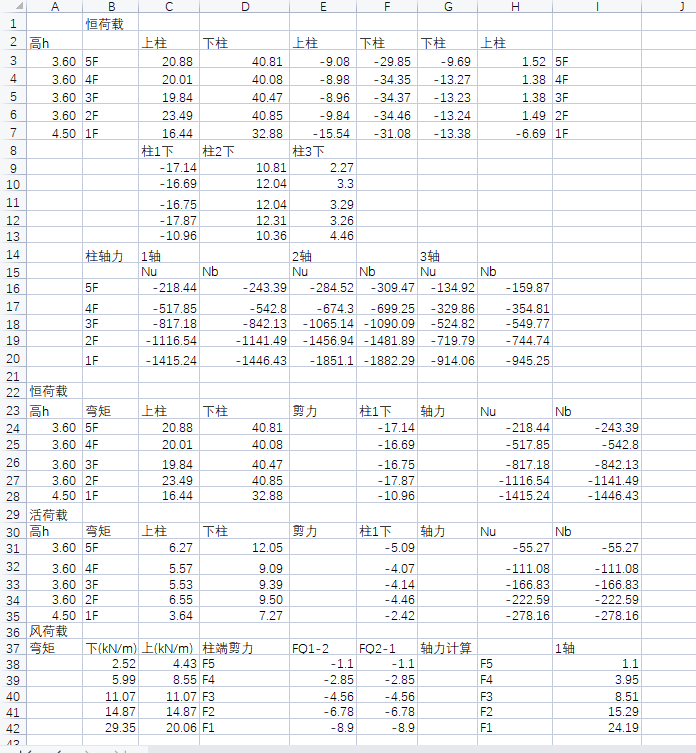 A B C D E F G H I J
1 恒荷载
2 高h 上柱 下柱 上柱 下柱 下柱 上柱
3 3.60 5F 20.88 40.81 -9.08 -29.85 -9.69 1.52 5F
4 3.60 4F 20.01 40.08 -8.98 -34.35 -13.27 1.38 4F
5 3.60 3F 19.84 40.47 -8.96 -34.37 -13.23 1.38 3F
6 3.60 2F 23.49 40.85 -9.84 -34.46 -13.24 1.49 2F
7 4.50 1F 16.44 32.88 -15.54 -31.08 -13.38 -6.69 1F
8 柱1下 柱2下 柱3下
9 -17.14 10.81 2.27
10 -16.69 12.04 3.3
11 -16.75 12.04 3.29
12 -17.87 12.31 3.26
13 -10.96 10.36 4.46
14 柱轴力 1轴 2轴 3轴
15 Nu Nb Nu Nb Nu Nb
16 5F -218.44 -243.39 -284.52 -309.47 -134.92 -159.87
17 4F -517.85 -542.8 -674.3 -699.25 -329.86 -354.81
18 3F -817.18 -842.13 -1065.14 -1090.09 -524.82 -549.77
19 2F -1116.54 -1141.49 -1456.94 -1481.89 -719.79 -744.74
20 1F -1415.24 -1446.43 -1851.1 -1882.29 -914.06 -945.25
21
22 恒荷载
23 高h 弯矩 上柱 下柱 剪力 柱1下 轴力 Nu Nb
24 3.60 5F 20.88 40.81 -17.14 -218.44 -243.39
25 3.60 4F 20.01 40.08 -16.69 -517.85 -542.8
26 3.60 3F 19.84 40.47 -16.75 -817.18 -842.13
27 3.60 2F 23.49 40.85 -17.87 -1116.54 -1141.49
28 4.50 1F 16.44 32.88 -10.96 -1415.24 -1446.43
29 活荷载
30 高h 弯矩 上柱 下柱 剪力 柱1下 轴力 Nu Nb
31 3.60 5F 6.27 12.05 -5.09 -55.27 -55.27
32 3.60 4F 5.57 9.09 -4.07 -111.08 -111.08
33 3.60 3F 5.53 9.39 -4.14 -166.83 -166.83
34 3.60 2F 6.55 9.50 -4.46 -222.59 -222.59
35 4.50 1F 3.64 7.27 -2.42 -278.16 -278.16
36 风荷载
37 弯矩 下(kN/m) 上(kN/m) 柱端剪力 FQ1-2 FQ2-1 轴力计算 1轴
38 2.52 4.43 F5 -1.1 -1.1 F5 1.1
39 5.99 8.55 F4 -2.85 -2.85 F4 3.95
40 11.07 11.07 F3 -4.56 -4.56 F3 8.51
41 14.87 14.87 F2 -6.78 -6.78 F2 15.29
42 29.35 20.06 F1 -8.9 -8.9 F1 24.19